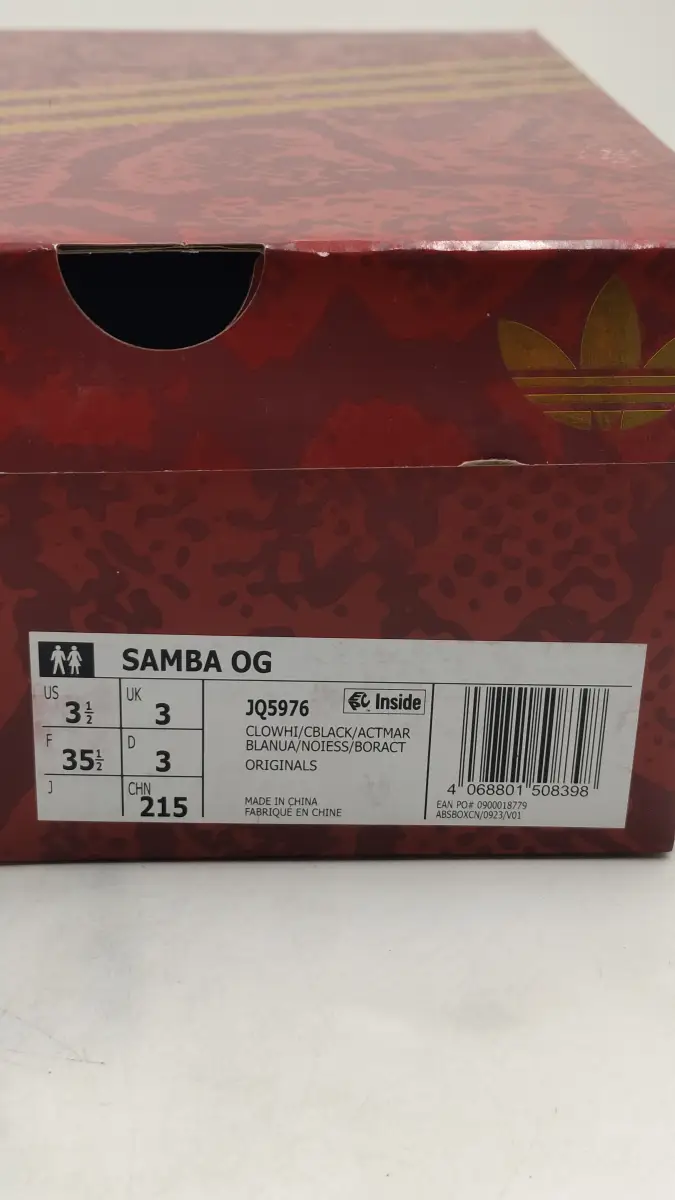 SAMBA OG
US 3½
UK 3
F 35½
D 3
J
CHN 215
JQ5976
Inside
CLOWHI/CBLACK/ACTMAR
BLANUA/NOIESS/BORACT
ORIGINALS
MADE IN CHINA
FABRIQUÉ EN CHINE
4 068801 508398
EAN PO# 0900018779
ABSBOXCN/0923/V01